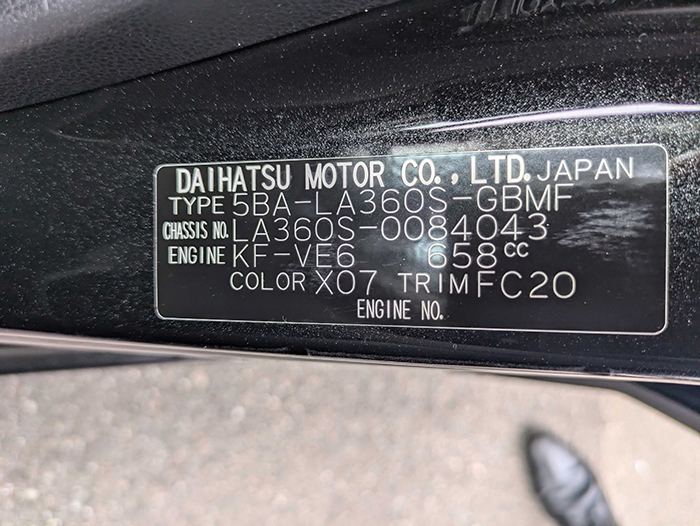 DAIHATSU MOTOR CO., LTD. JAPAN
TYPE 5BA-LA360S-GBMF
CHASSIS NO. LA360S-0084043
ENGINE KF-VE6 658cc
COLOR X07 TRIM FC20
ENGINE NO.